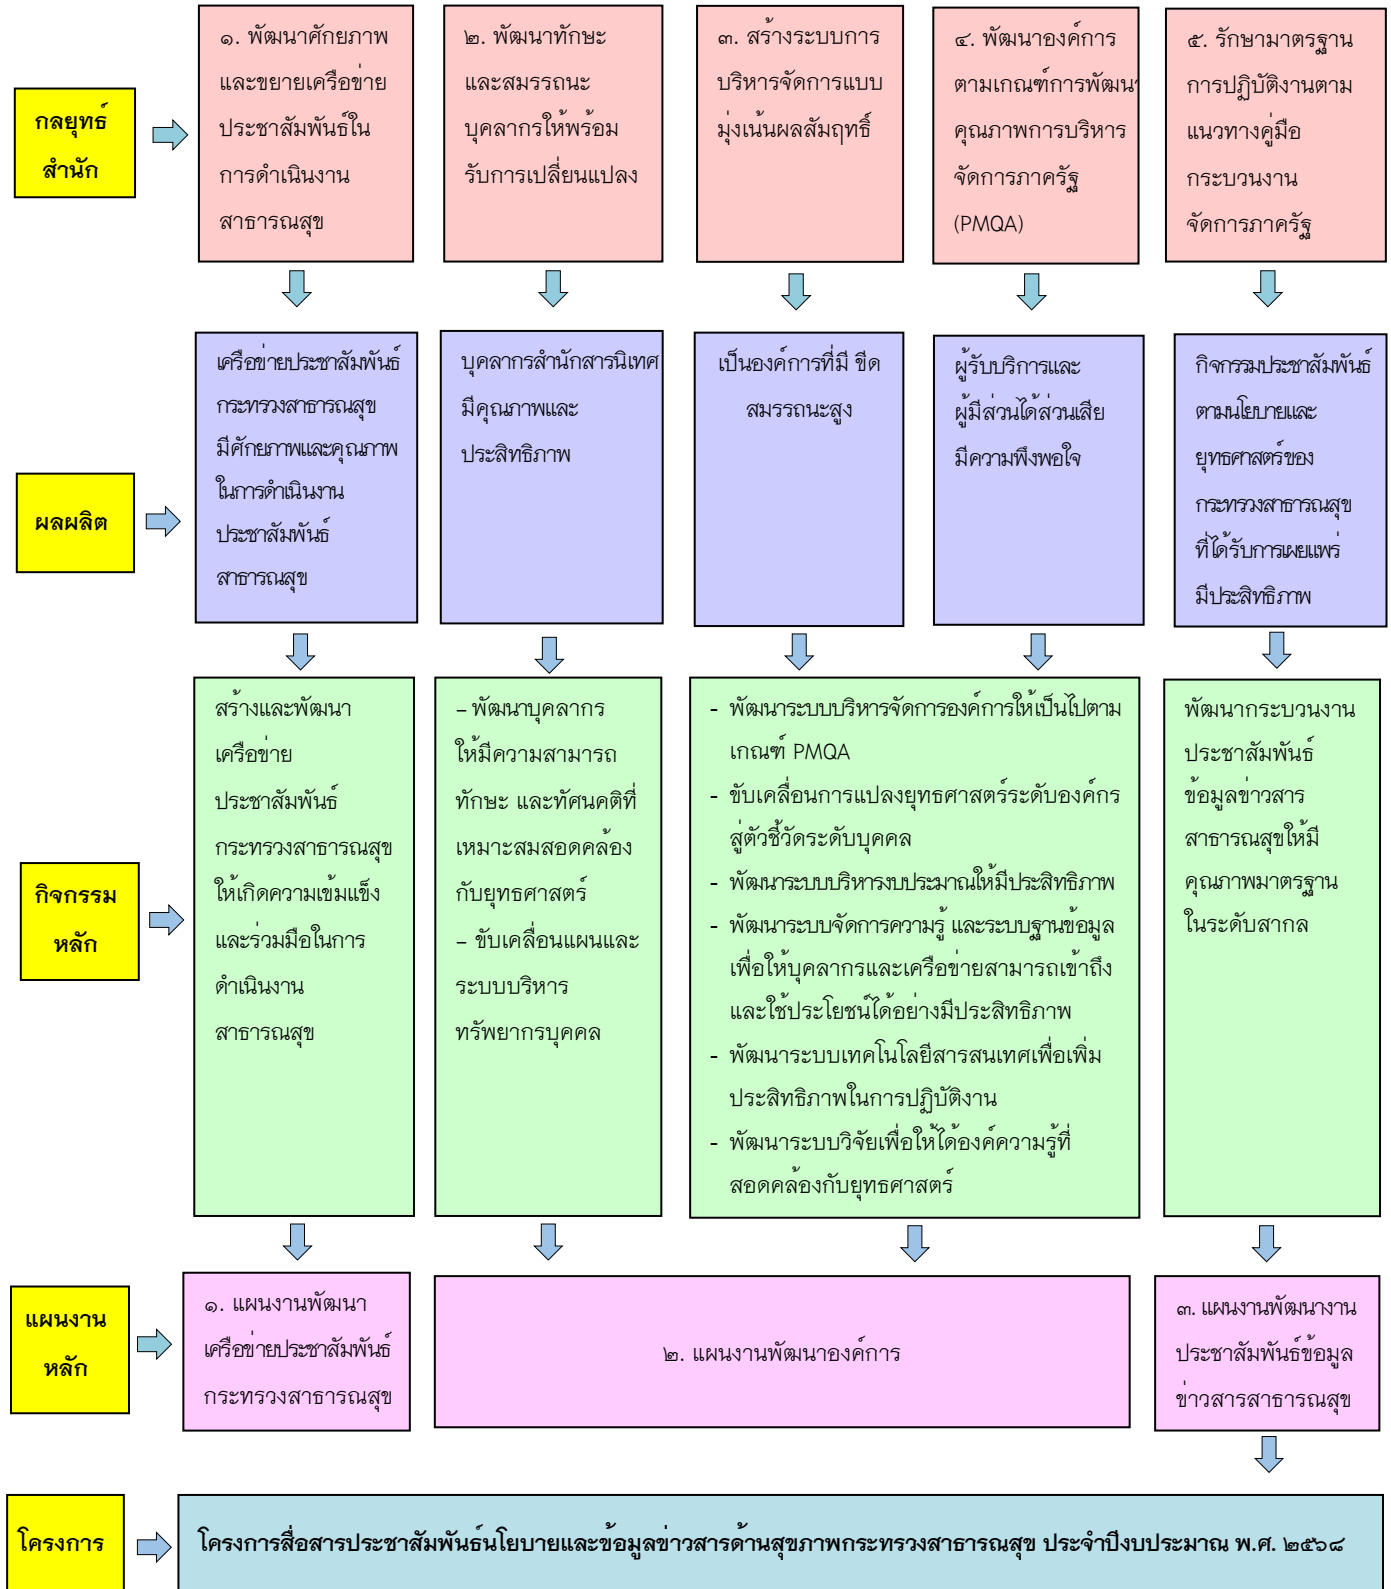 กลยุทธ์
สำนัก
๑. พัฒนาศักยภาพ
และขยายเครือข่าย
ประชาสัมพันธ์ใน
การดำเนินงาน
สาธารณสุข
๒. พัฒนาทักษะ
และสมรรถนะ
บุคลากรให้พร้อม
รับการเปลี่ยนแปลง
๓. สร้างระบบการ
บริหารจัดการแบบ
มุ่งเน้นผลสัมฤทธิ์
๔. พัฒนาองค์การ
ตามเกณฑ์การพัฒนา
คุณภาพการบริหาร
จัดการภาครัฐ
(PMQA)
๕. รักษามาตรฐาน
การปฏิบัติงานตาม
แนวทางคู่มือ
กระบวนงาน
จัดการภาครัฐ
ผลผลิต
เครือข่ายประชาสัมพันธ์
กระทรวงสาธารณสุข
มีศักยภาพและคุณภาพ
ในการดำเนินงาน
ประชาสัมพันธ์
สาธารณสุข
บุคลากรสำนักสารนิเทศ
มีคุณภาพและ
ประสิทธิภาพ
เป็นองค์การที่มี ขีด
สมรรถนะสูง
ผู้รับบริการและ
ผู้มีส่วนได้ส่วนเสีย
มีความพึงพอใจ
กิจกรรมประชาสัมพันธ์
ตามนโยบายและ
ยุทธศาสตร์ของ
กระทรวงสาธารณสุข
ที่ได้รับการเผยแพร่
มีประสิทธิภาพ
กิจกรรม
หลัก
สร้างและพัฒนา
เครือข่าย
ประชาสัมพันธ์
กระทรวงสาธารณสุข
ให้เกิดความเข้มแข็ง
และร่วมมือในการ
ดำเนินงาน
สาธารณสุข
– พัฒนาบุคลากร
ให้มีความสามารถ
ทักษะ และทัศนคติที่
เหมาะสมสอดคล้อง
กับยุทธศาสตร์
– ขับเคลื่อนแผนและ
ระบบบริหาร
ทรัพยากรบุคคล
- พัฒนาระบบบริหารจัดการองค์การให้เป็นไปตาม
เกณฑ์ PMQA
- ขับเคลื่อนการแปลงยุทธศาสตร์ระดับองค์กร
สู่ตัวชี้วัดระดับบุคคล
- พัฒนาระบบบริหารงบประมาณให้มีประสิทธิภาพ
- พัฒนาระบบจัดการความรู้ และระบบฐานข้อมูล
เพื่อให้บุคลากรและเครือข่ายสามารถเข้าถึง
และใช้ประโยชน์ได้อย่างมีประสิทธิภาพ
- พัฒนาระบบเทคโนโลยีสารสนเทศเพื่อเพิ่ม
ประสิทธิภาพในการปฏิบัติงาน
- พัฒนาระบบวิจัยเพื่อให้ได้องค์ความรู้ที่
สอดคล้องกับยุทธศาสตร์
พัฒนากระบวนงาน
ประชาสัมพันธ์
ข้อมูลข่าวสาร
สาธารณสุขให้มี
คุณภาพมาตรฐาน
ในระดับสากล
แผนงาน
หลัก
๑. แผนงานพัฒนา
เครือข่ายประชาสัมพันธ์
กระทรวงสาธารณสุข
๒. แผนงานพัฒนาองค์การ
๓. แผนงานพัฒนางาน
ประชาสัมพันธ์ข้อมูล
ข่าวสารสาธารณสุข
โครงการ
โครงการสื่อสารประชาสัมพันธ์นโยบายและข้อมูลข่าวสารด้านสุขภาพกระทรวงสาธารณสุข ประจำปีงบประมาณ พ.ศ. ๒๕๖๘